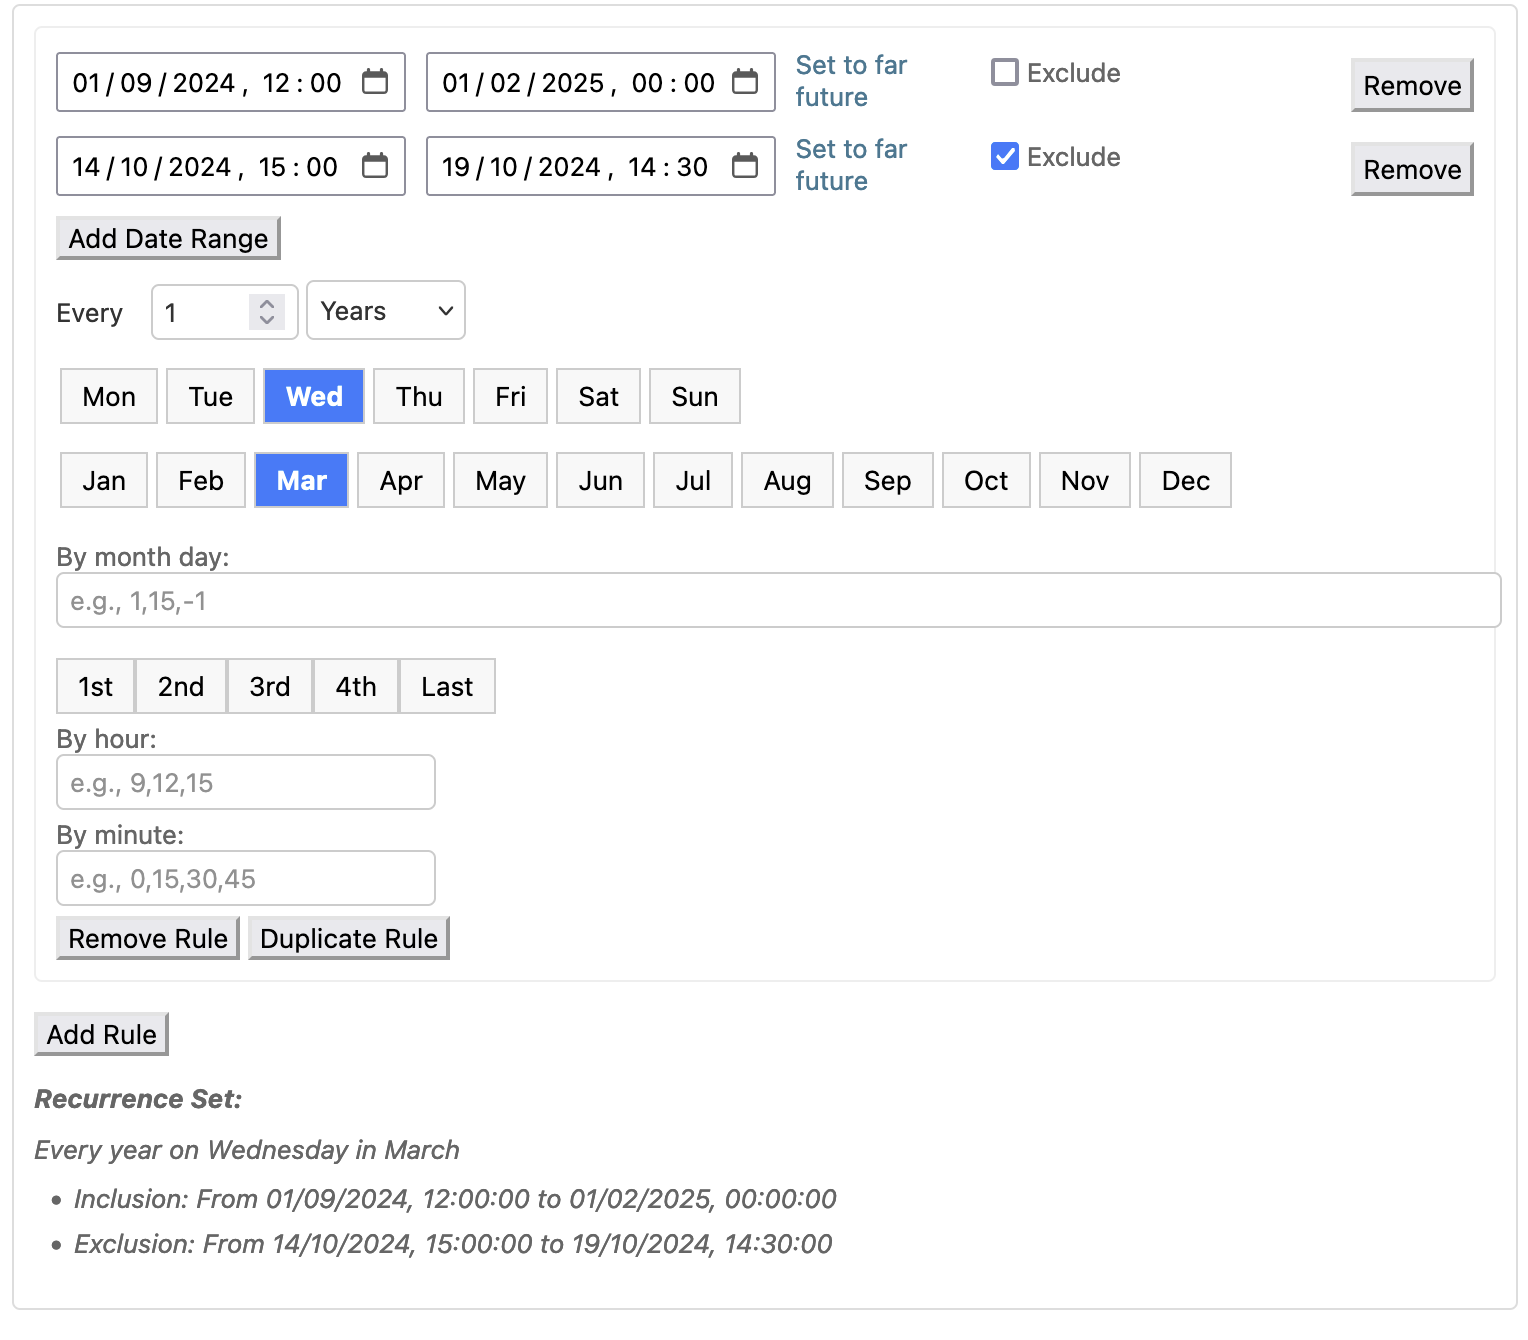 01/09/2024, 12:00 01/02/2025, 00:00 Set to far future Exclude Remove
14/10/2024, 15:00 19/10/2024, 14:30 Set to far future Exclude Remove
Add Date Range
Every 1 Years
Mon Tue Wed Thu Fri Sat Sun
Jan Feb Mar Apr May Jun Jul Aug Sep Oct Nov Dec
By month day:
e.g., 1,15,-1
1st 2nd 3rd 4th Last
By hour:
e.g., 9,12,15
By minute:
e.g., 0,15,30,45
Remove Rule Duplicate Rule
Add Rule
Recurrence Set:
Every year on Wednesday in March
• Inclusion: From 01/09/2024, 12:00:00 to 01/02/2025, 00:00:00
• Exclusion: From 14/10/2024, 15:00:00 to 19/10/2024, 14:30:00